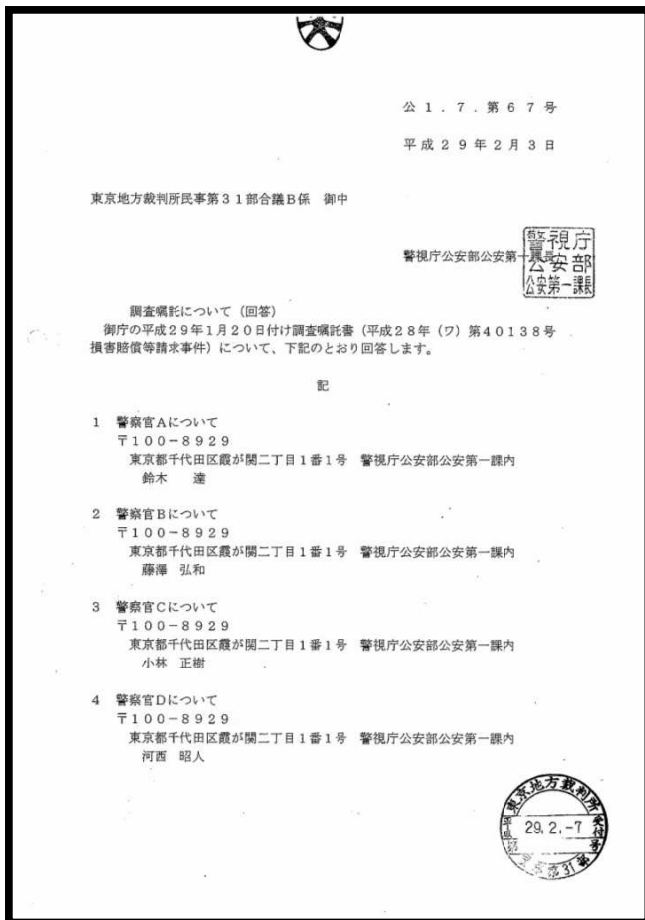 公１．７．第６７号
平成２９年２月３日
東京地方裁判所民事第３１部合議Ｂ係　御中
警視庁公安部公安第一課長
警視庁
公安部
公安第一課長
調査嘱託について（回答）
御庁の平成２９年１月２０日付け調査嘱託書（平成２８年（ワ）第４０１３８号
損害賠償等請求事件）について、下記のとおり回答します。
記
１　警察官Ａについて
〒１００－８９２９
東京都千代田区霞が関二丁目１番１号　警視庁公安部公安第一課内
鈴木　達
２　警察官Ｂについて
〒１００－８９２９
東京都千代田区霞が関二丁目１番１号　警視庁公安部公安第一課内
藤澤　弘和
３　警察官Ｃについて
〒１００－８９２９
東京都千代田区霞が関二丁目１番１号　警視庁公安部公安第一課内
小林　正樹
４　警察官Ｄについて
〒１００－８９２９
東京都千代田区霞が関二丁目１番１号　警視庁公安部公安第一課内
河西　昭人
東京地方裁判所
受付
平成
29.2.-7
第
号
第31部